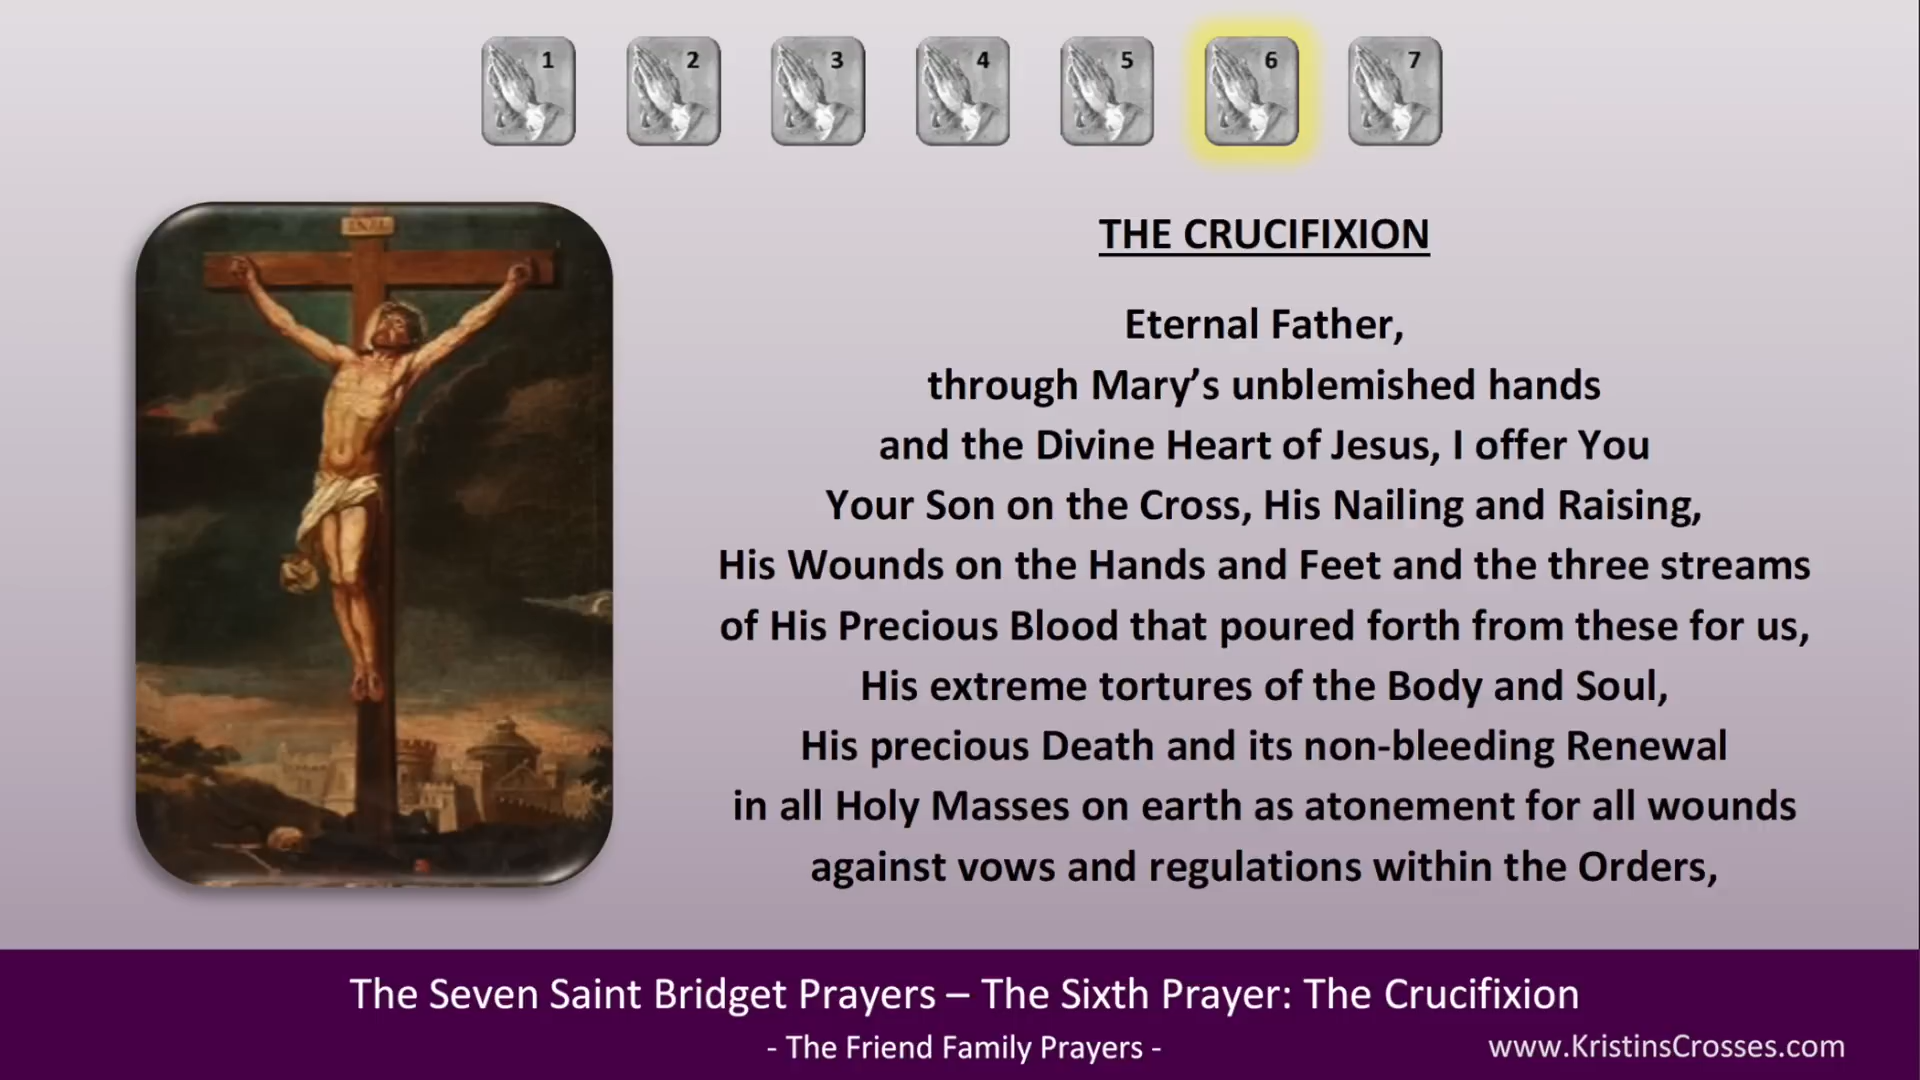 1 2 3 4 5 6 7
INRI
THE CRUCIFIXION
Eternal Father,
through Mary’s unblemished hands
and the Divine Heart of Jesus, I offer You
Your Son on the Cross, His Nailing and Raising,
His Wounds on the Hands and Feet and the three streams
of His Precious Blood that poured forth from these for us,
His extreme tortures of the Body and Soul,
His precious Death and its non-bleeding Renewal
in all Holy Masses on earth as atonement for all wounds
against vows and regulations within the Orders,
The Seven Saint Bridget Prayers – The Sixth Prayer: The Crucifixion
- The Friend Family Prayers -
www.KristinsCrosses.com